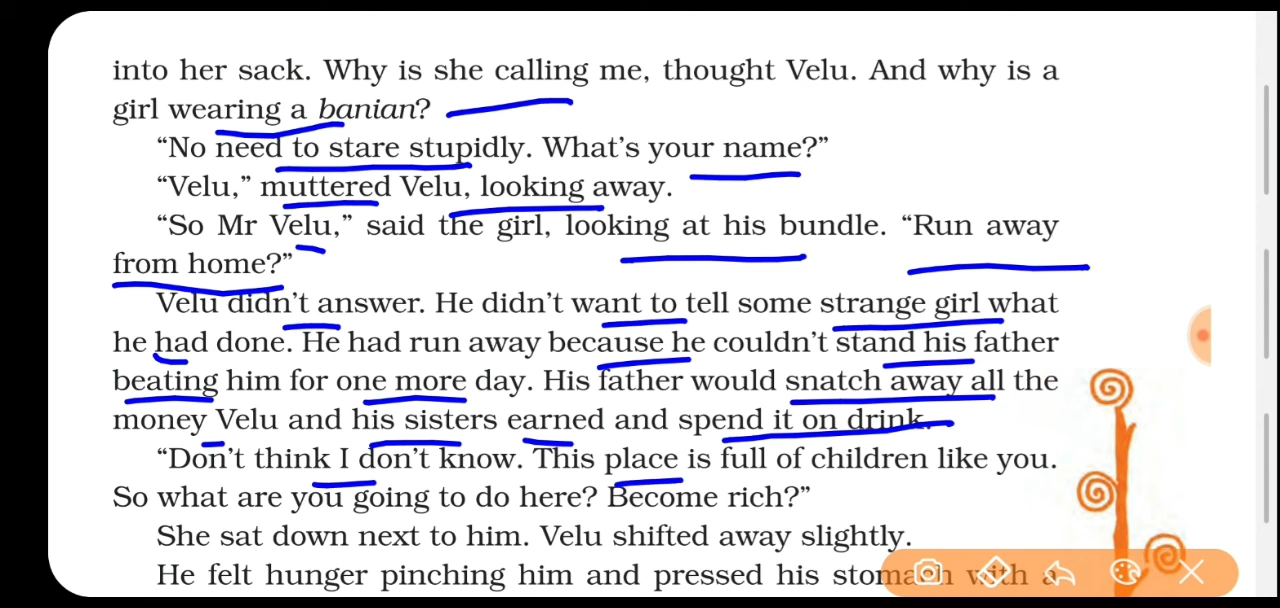 into her sack. Why is she calling me, thought Velu. And why is a
girl wearing a banian?
“No need to stare stupidly. What’s your name?”
“Velu,” muttered Velu, looking away.
“So Mr Velu,” said the girl, looking at his bundle. “Run away
from home?”
Velu didn’t answer. He didn’t want to tell some strange girl what
he had done. He had run away because he couldn’t stand his father
beating him for one more day. His father would snatch away all the
money Velu and his sisters earned and spend it on drink.
“Don’t think I don’t know. This place is full of children like you.
So what are you going to do here? Become rich?”
She sat down next to him. Velu shifted away slightly.
He felt hunger pinching him and pressed his stomach with a